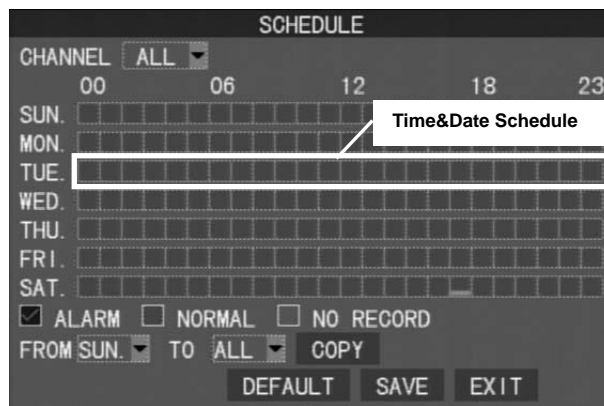 SCHEDULE
CHANNEL ALL
00 06 12 18 23
SUN.
Time&Date Schedule
MON.
TUE.
WED.
THU.
FRI.
SAT.
ALARM NORMAL NO RECORD
FROM SUN. TO ALL COPY
DEFAULT SAVE EXIT